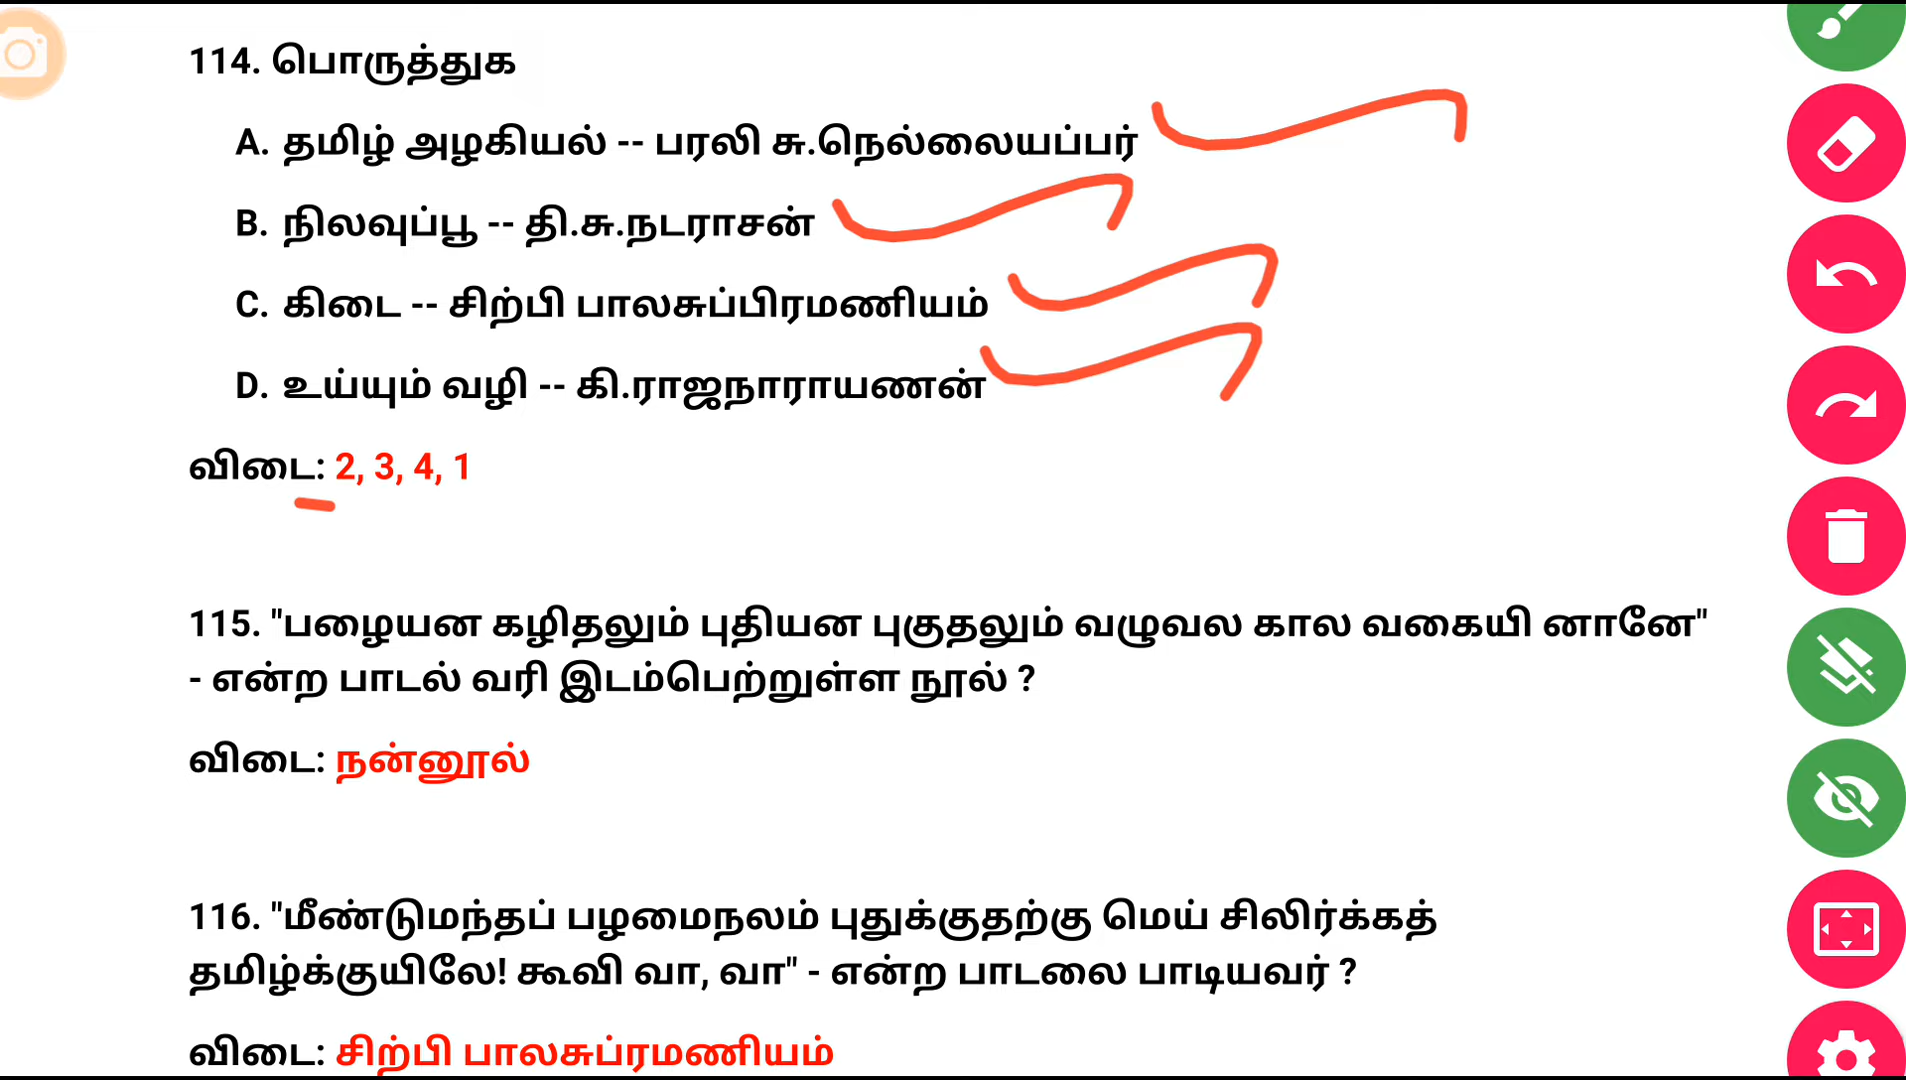 114. பொருத்துக
A. தமிழ் அழகியல் -- பரலி சு.நெல்லையப்பர்
B. நிலவுப்பூ -- தி.சு.நடராசன்
C. கிடை -- சிற்பி பாலசுப்பிரமணியம்
D. உய்யும் வழி -- கி.ராஜநாராயணன்
விடை: 2, 3, 4, 1
115. "பழையன கழிதலும் புதியன புகுதலும் வழுவல கால வகையி னானே"
- என்ற பாடல் வரி இடம்பெற்றுள்ள நூல் ?
விடை: நன்னூல்
116. "மீண்டுமந்தப் பழமைநலம் புதுக்குதற்கு மெய் சிலிர்க்கத்
தமிழ்க்குயிலே! கூவி வா, வா" - என்ற பாடலை பாடியவர் ?
விடை: சிற்பி பாலசுப்ரமணியம்